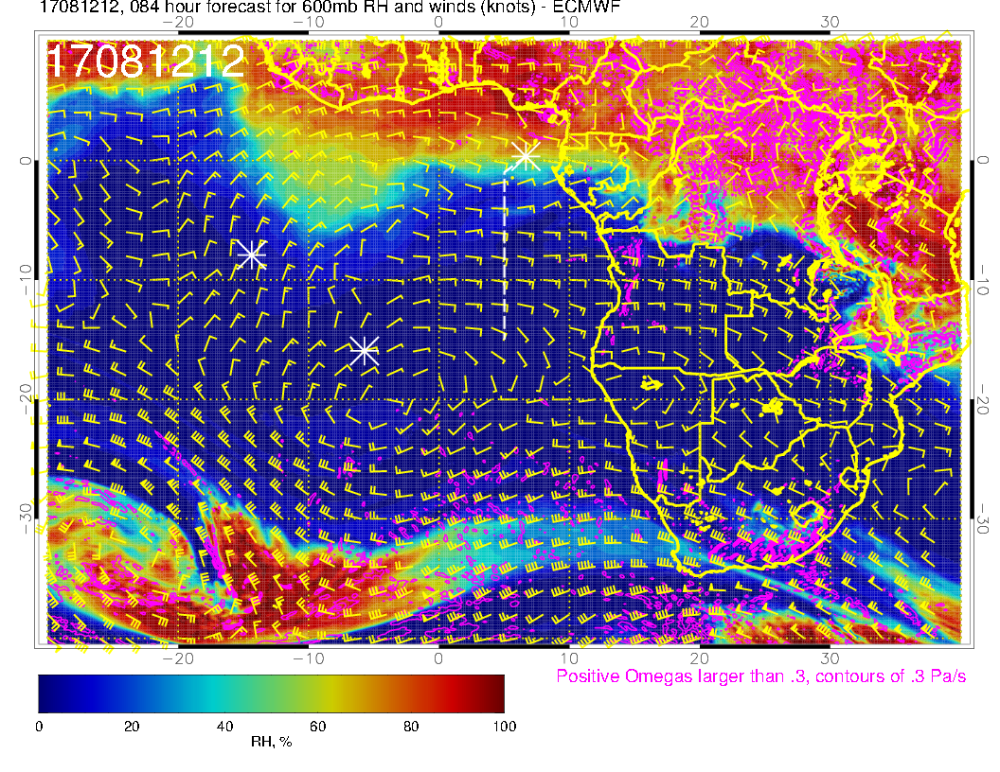 17081212, 084 hour forecast for 600mb RH and winds (knots) - ECMWF
−20 −10 0 10 20 30
17081212
0 0
−10 −10
−20 −20
−30 −30
−20 −10 0 10 20 30
Positive Omegas larger than .3, contours of .3 Pa/s
0 20 40 60 80 100
RH, %